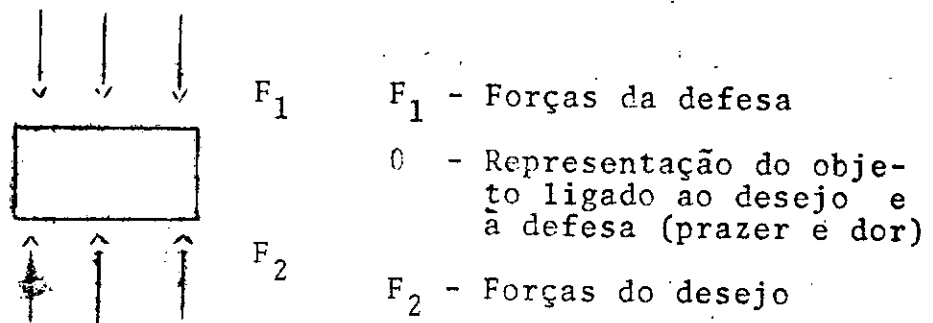 F₁
F₁ - Forças da defesa
0 - Representação do obje-
to ligado ao desejo e
à defesa (prazer e dor)
F₂
F₂ - Forças do desejo